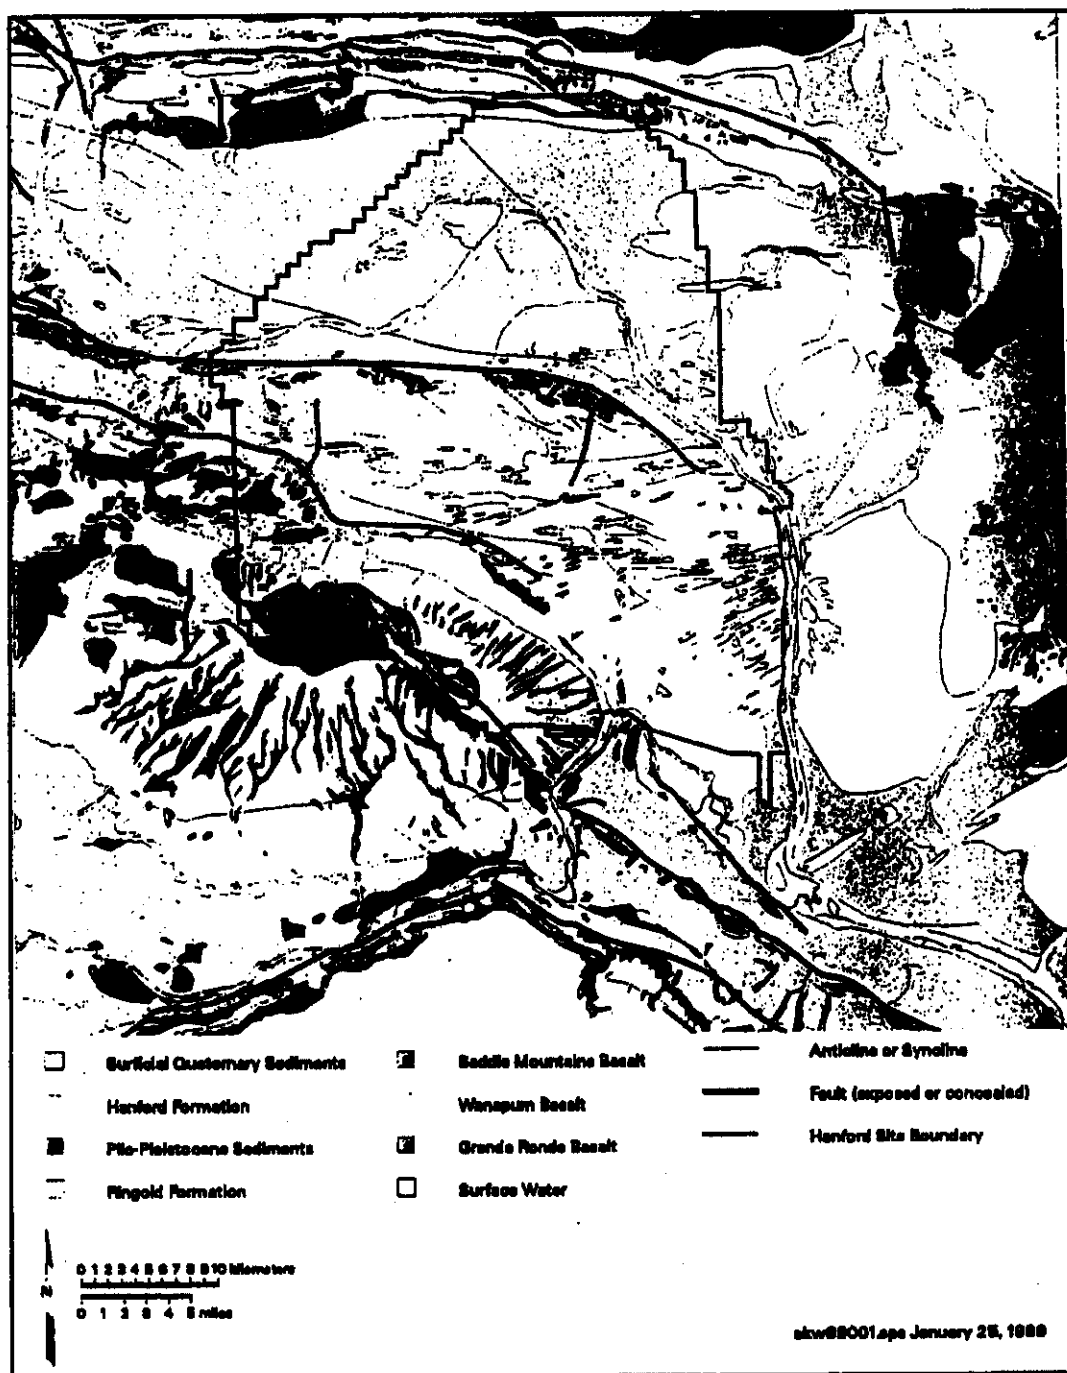 Surficial Quaternary Sediments
Hanford Formation
Plio-Pleistocene Sediments
Ringold Formation
Saddle Mountains Basalt
Wanapum Basalt
Grande Ronde Basalt
Surface Water
Anticline or Syncline
Fault (exposed or concealed)
Hanford Site Boundary
N
0 1 2 3 4 5 6 7 8 9 10 kilometers
0 1 2 3 4 5 miles
January 25,